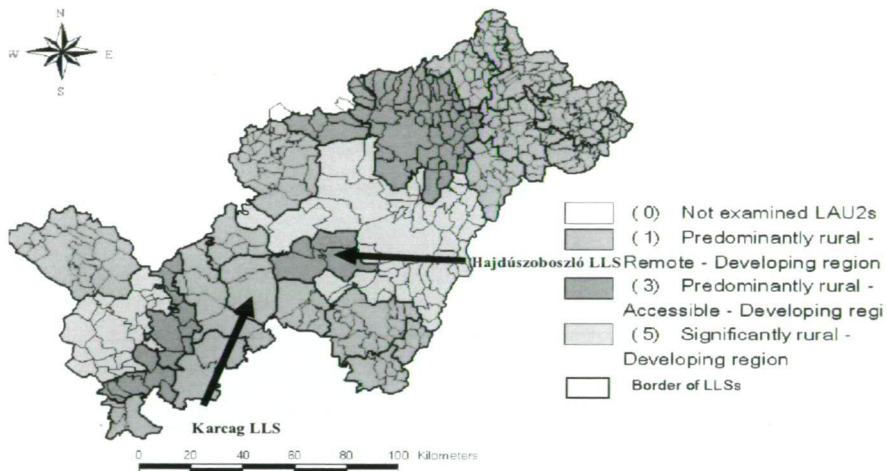 N
W E
S
( 0) Not examined LAU2s
( 1) Predominantly rural -
Hajdúszoboszló LLS Remote - Developing region
( 3) Predominantly rural -
Accessible - Developing regi
( 5) Significantly rural -
Developing region
Border of LLSs
Karcag LLS
0 20 40 60 80 100 Kilometers